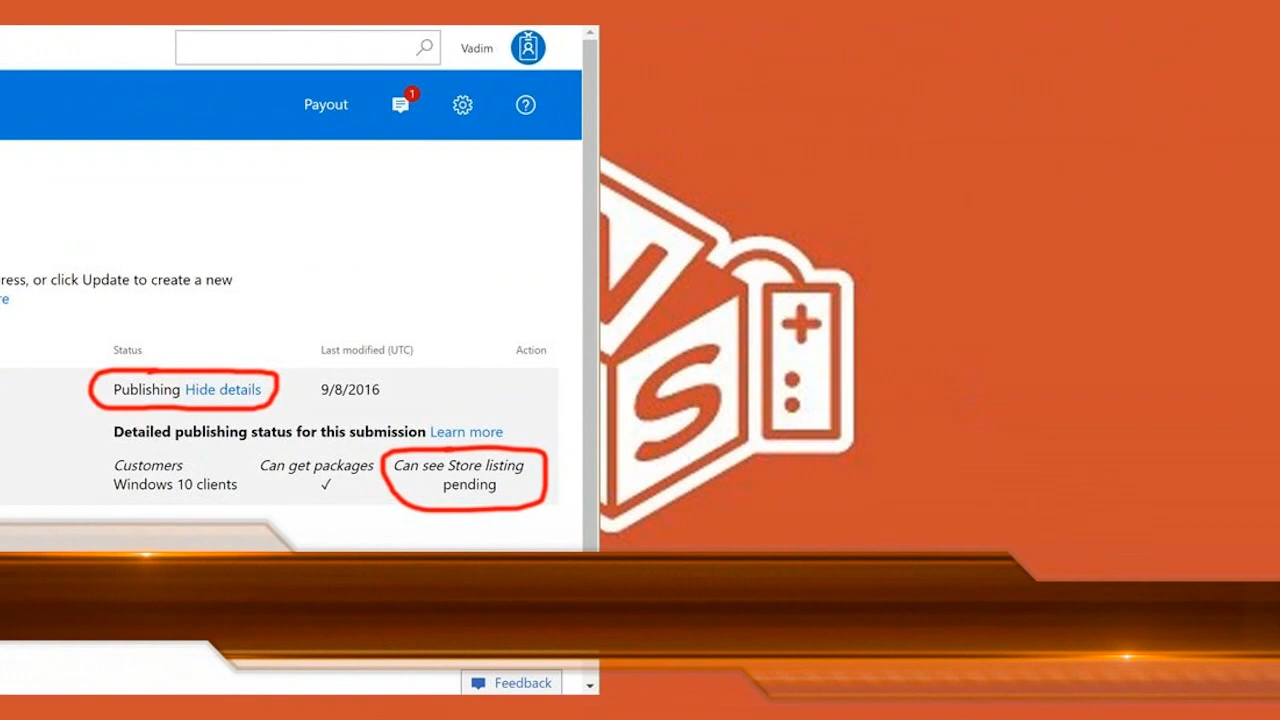 Vadim
Payout
1
ress, or click Update to create a new
re
Status Last modified (UTC) Action
Publishing Hide details 9/8/2016
Detailed publishing status for this submission Learn more
Customers Can get packages Can see Store listing
Windows 10 clients ✓ pending
V
S
Feedback